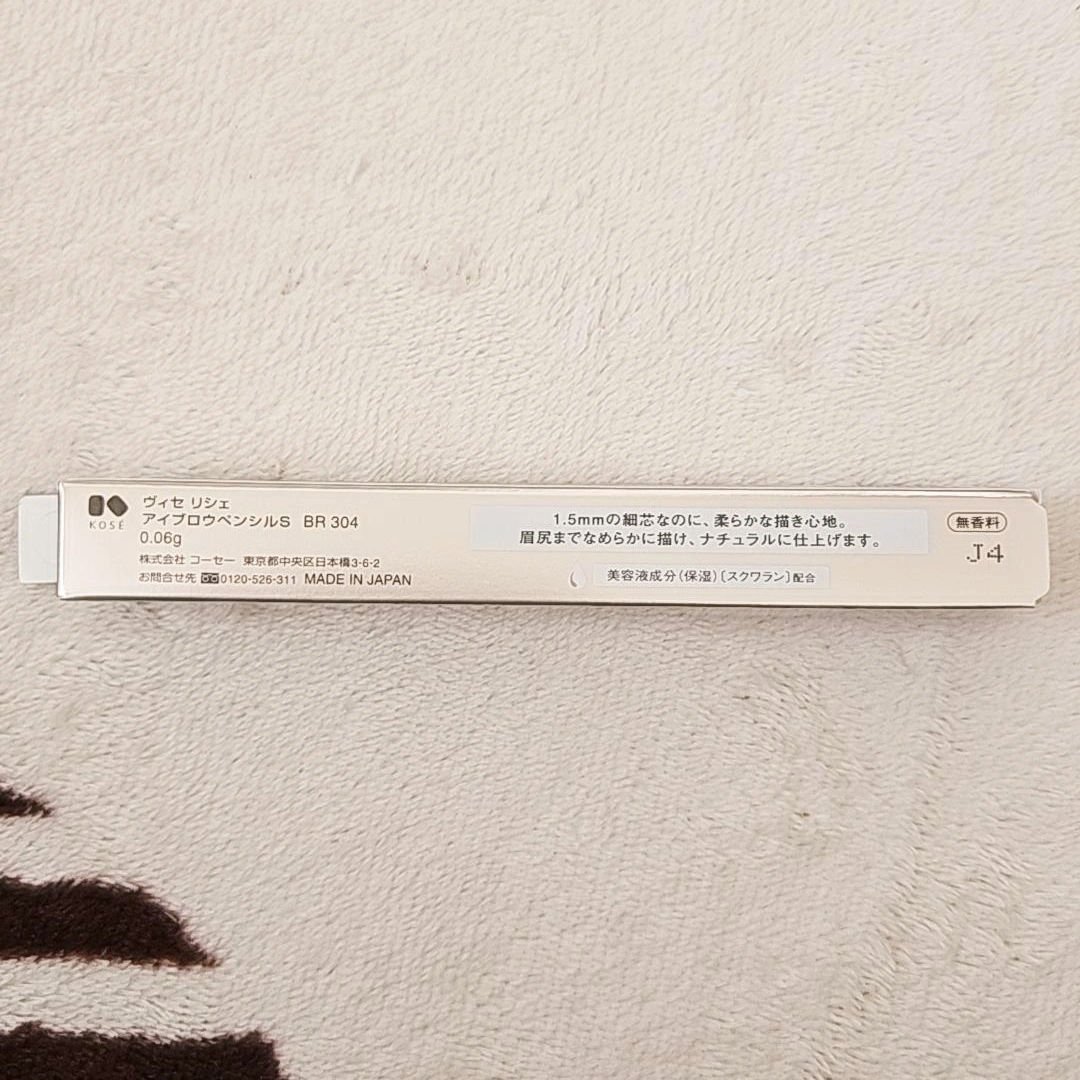 KOSÉ
ヴィセ リシェ
アイブロウペンシルS BR 304
0.06g
株式会社 コーセー 東京都中央区日本橋3-6-2
お問合せ先 0120-526-311 MADE IN JAPAN
1.5mmの細芯なのに、柔らかな描き心地。
眉尻までなめらかに描け、ナチュラルに仕上げます。
美容液成分(保湿)〔スクワラン〕配合
無香料
J4